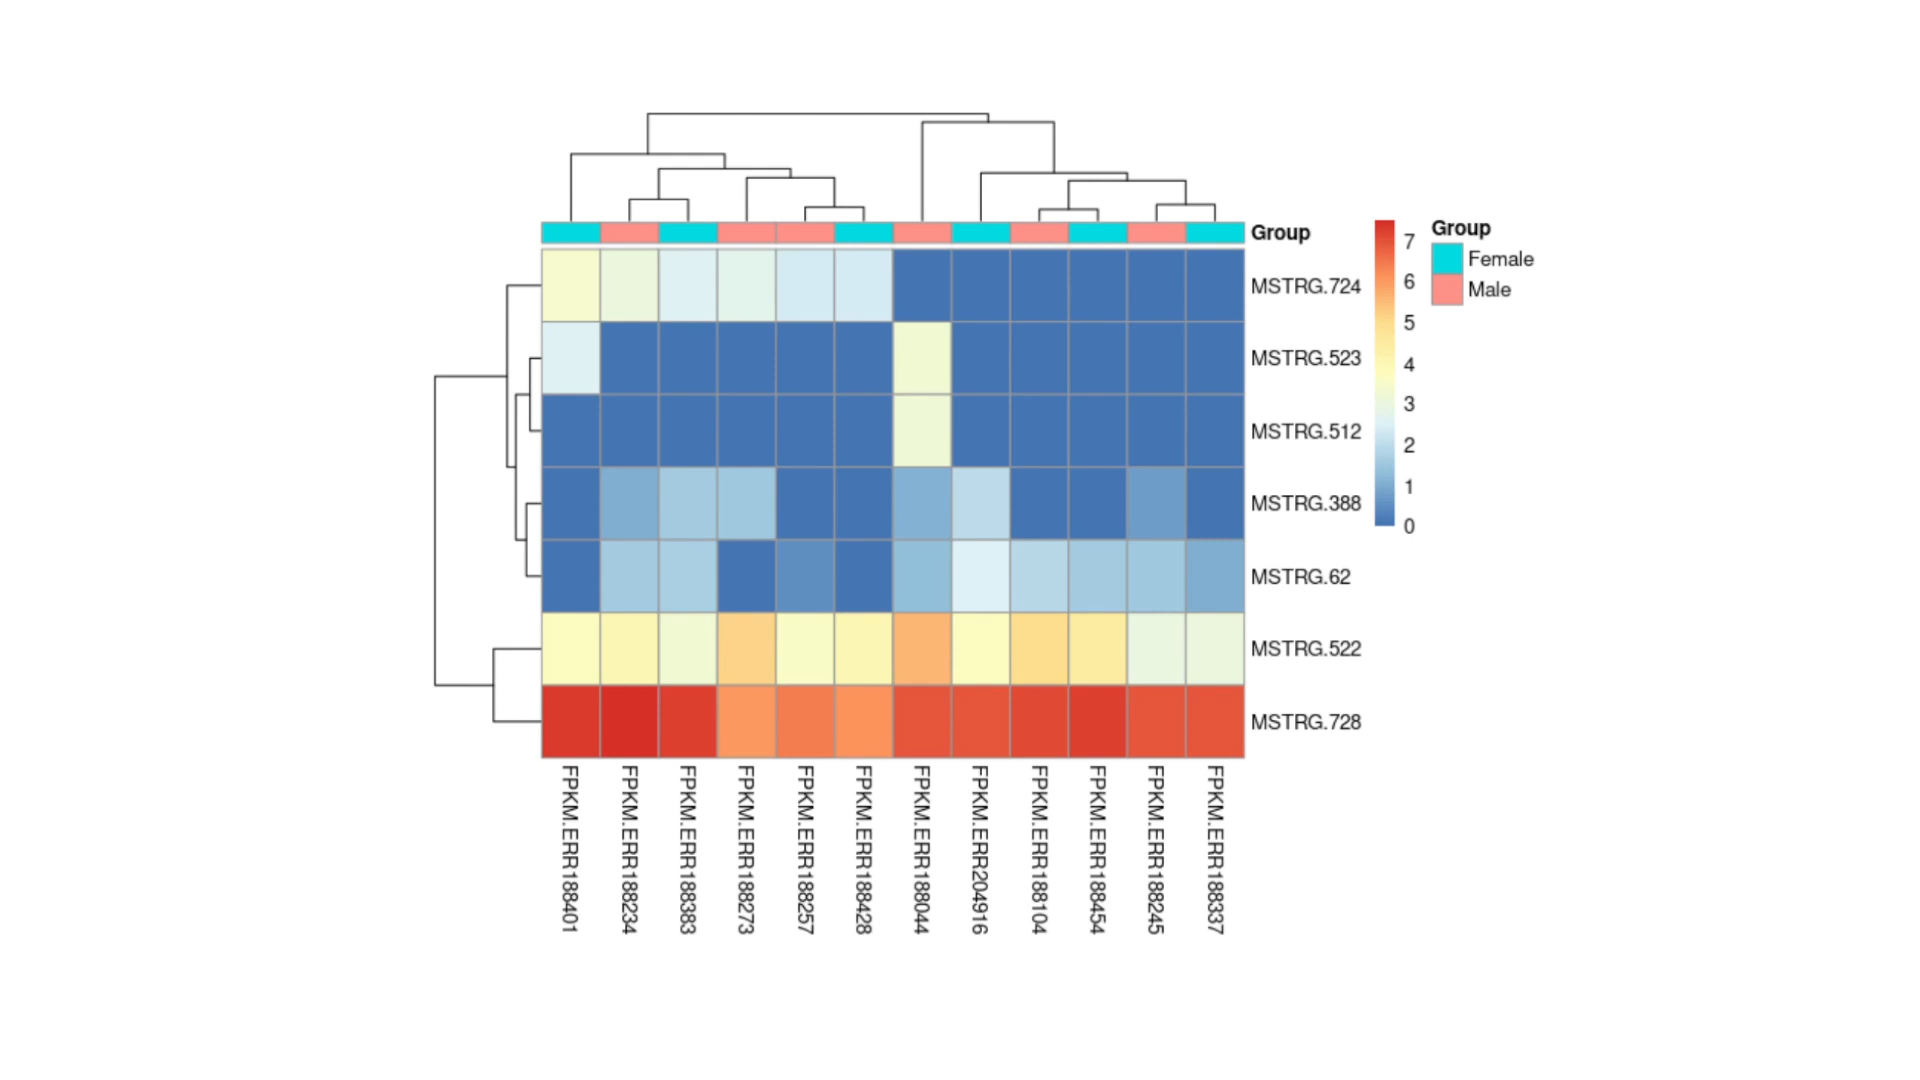 Group
MSTRG.724
MSTRG.523
MSTRG.512
MSTRG.388
MSTRG.62
MSTRG.522
MSTRG.728
7
6
5
4
3
2
1
0
Group
Female
Male
FPKM.ERR188401
FPKM.ERR188234
FPKM.ERR188383
FPKM.ERR188273
FPKM.ERR188257
FPKM.ERR188428
FPKM.ERR188044
FPKM.ERR204916
FPKM.ERR188104
FPKM.ERR188454
FPKM.ERR188245
FPKM.ERR188337